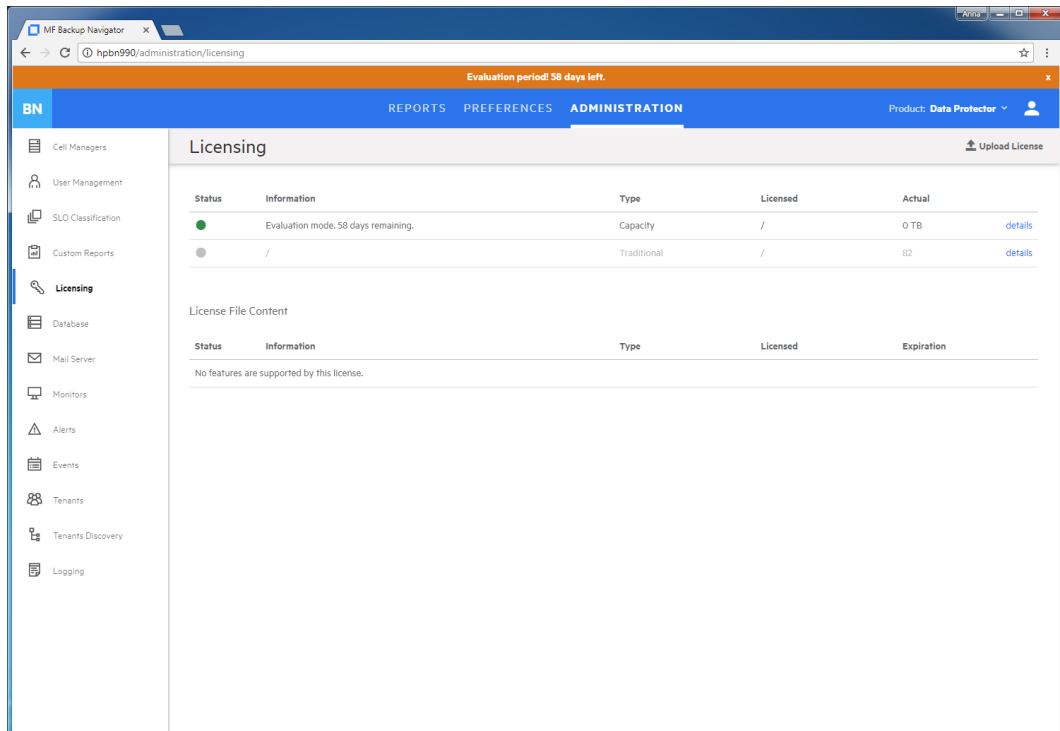 Anna
MF Backup Navigator
hpbn990/administration/licensing
Evaluation period! 58 days left. x
BN REPORTS PREFERENCES ADMINISTRATION Product: Data Protector
Cell Managers
User Management
SLO Classification
Custom Reports
Licensing
Database
Mail Server
Monitors
Alerts
Events
Tenants
Tenants Discovery
Logging
Licensing Upload License
Status Information Type Licensed Actual
Evaluation mode, 58 days remaining. Capacity / 0 TB details
/ Traditional / 82 details
License File Content
Status Information Type Licensed Expiration
No features are supported by this license.